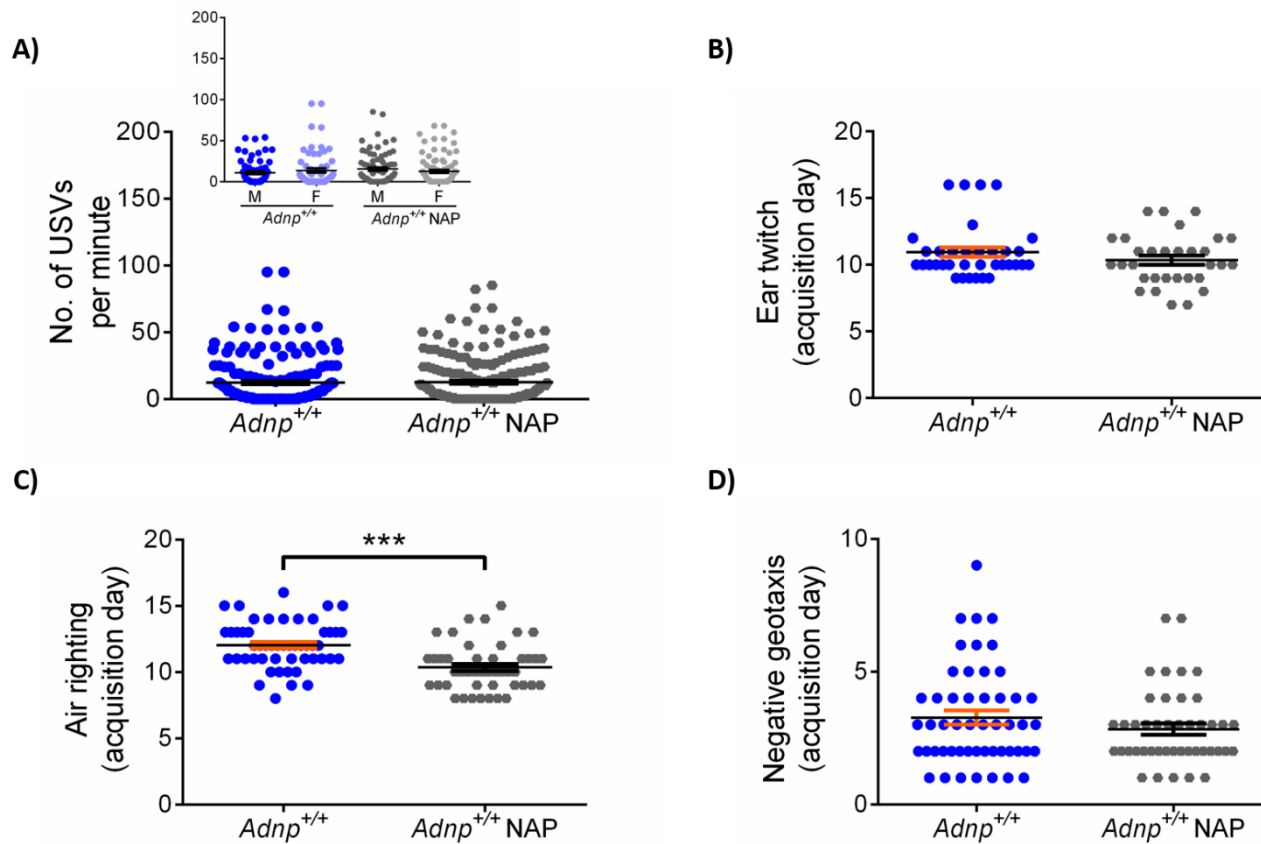 A)
200
150
100
50
0
M F M F
Adnp+/+ Adnp+/+ NAP
No. of USVs
per minute
200
150
100
50
0
Adnp+/+ Adnp+/+ NAP
B)
Ear twitch
(acquisition day)
20
15
10
5
0
Adnp+/+ Adnp+/+ NAP
C)
Air righting
(acquisition day)
20
15
10
5
0
***
Adnp+/+ Adnp+/+ NAP
D)
Negative geotaxis
(acquisition day)
10
5
0
Adnp+/+ Adnp+/+ NAP